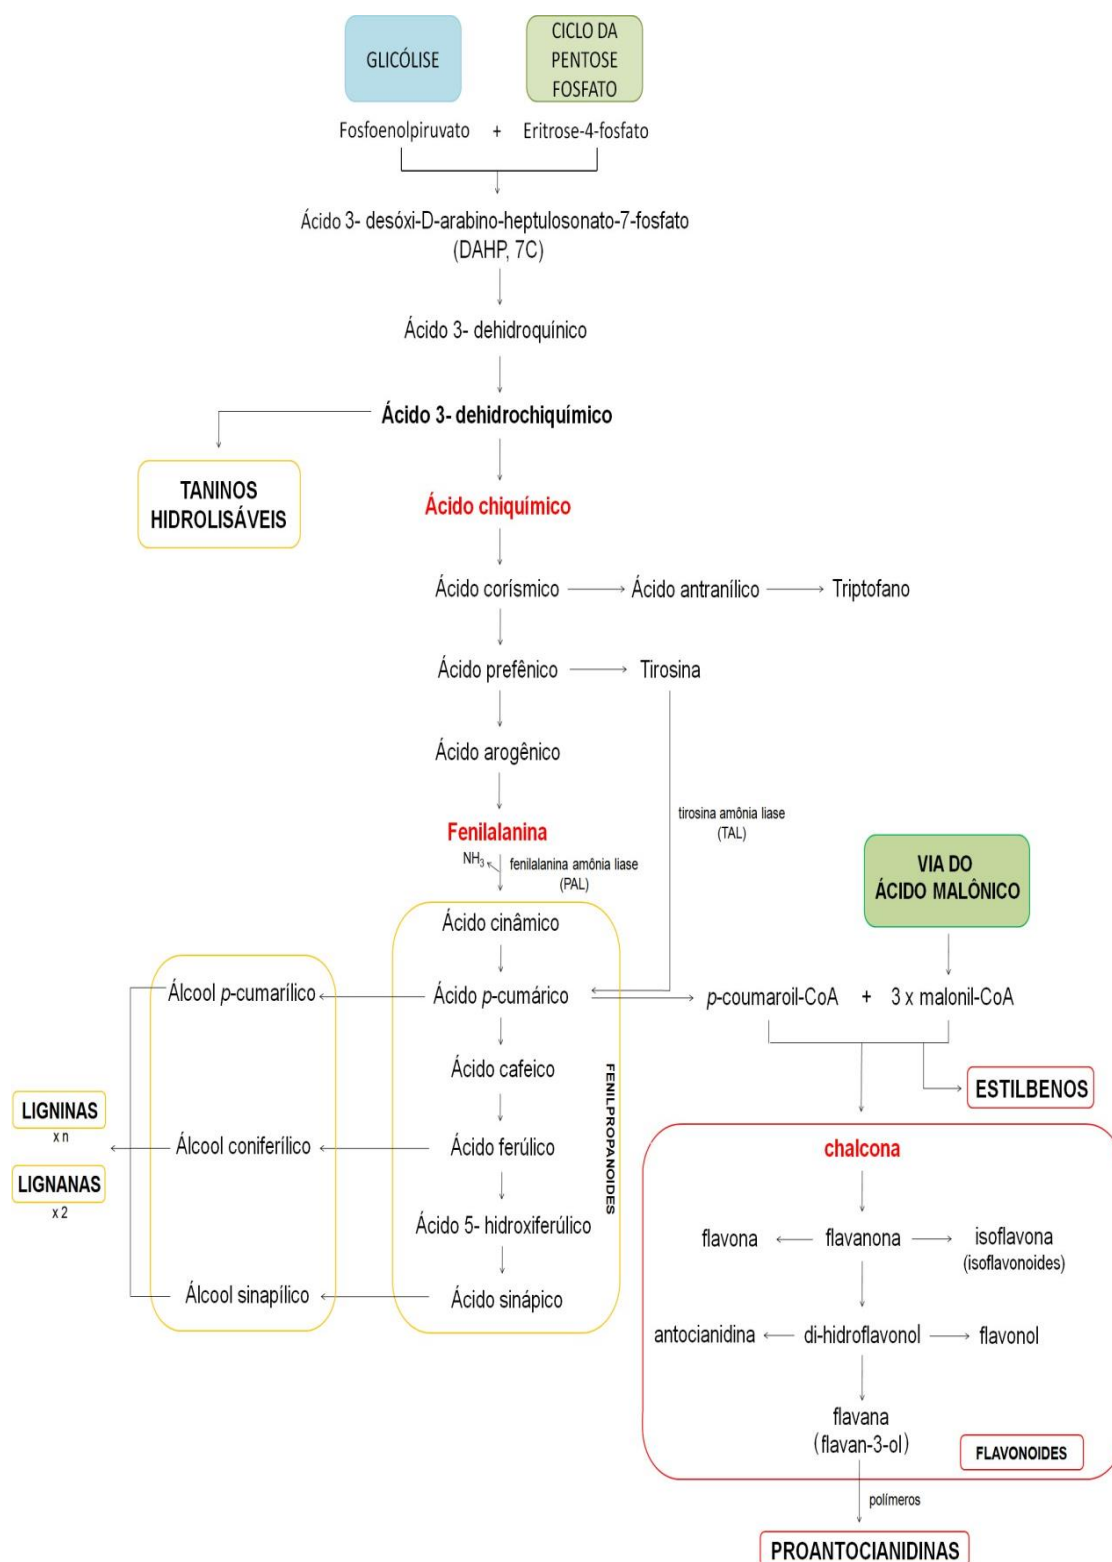 GLICÓLISE
CICLO DA
PENTOSE
FOSFATO
Fosfoenolpiruvato + Eritrose-4-fosfato
Ácido 3- desóxi-D-arabino-heptulosonato-7-fosfato
(DAHP, 7C)
Ácido 3- dehidroquínico
Ácido 3- dehidrochiquímico
TANINOS
HIDROLISÁVEIS
Ácido chiquímico
Ácido corísmico
Ácido antranílico
Triptofano
Ácido prefênico
Tirosina
Ácido arogênico
tirosina amônia liase
(TAL)
Fenilalanina
NH3
fenilalanina amônia liase
(PAL)
VIA DO
ÁCIDO MALÔNICO
Ácido cinâmico
Álcool p-cumarílico
Ácido p-cumárico
p-coumaroil-CoA + 3 x malonil-CoA
Ácido cafeico
FENILPROPANOIDES
ESTILBENOS
LIGNINAS
x n
Álcool coniferílico
Ácido ferúlico
chalcona
LIGNANAS
x 2
Ácido 5- hidroxiferúlico
flavona
flavanona
isoflavona
(isoflavonoides)
Álcool sinapílico
Ácido sinápico
antocianidina
di-hidroflavonol
flavonol
flavana
(flavan-3-ol)
FLAVONOIDES
polímeros
PROANTOCIANIDINAS